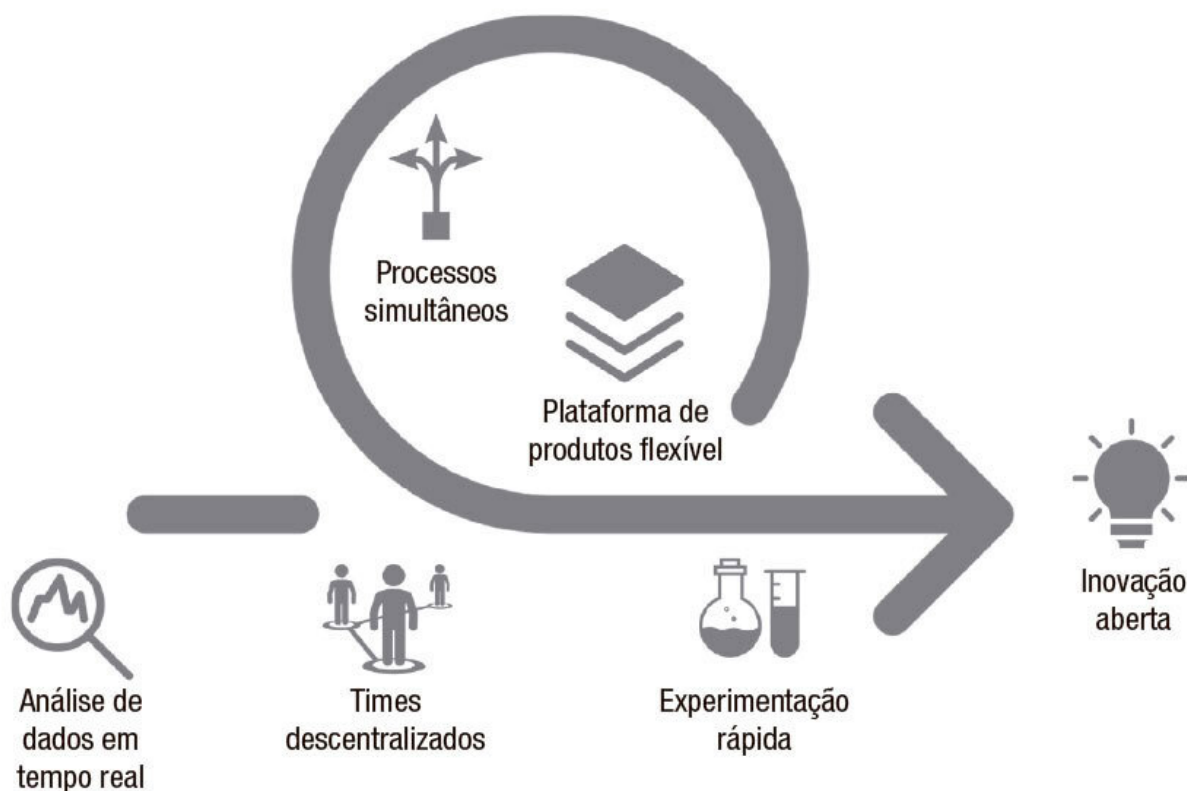 Processos
simultâneos
Plataforma de
produtos flexível
Inovação
aberta
Análise de
dados em
tempo real
Times
descentralizados
Experimentação
rápida